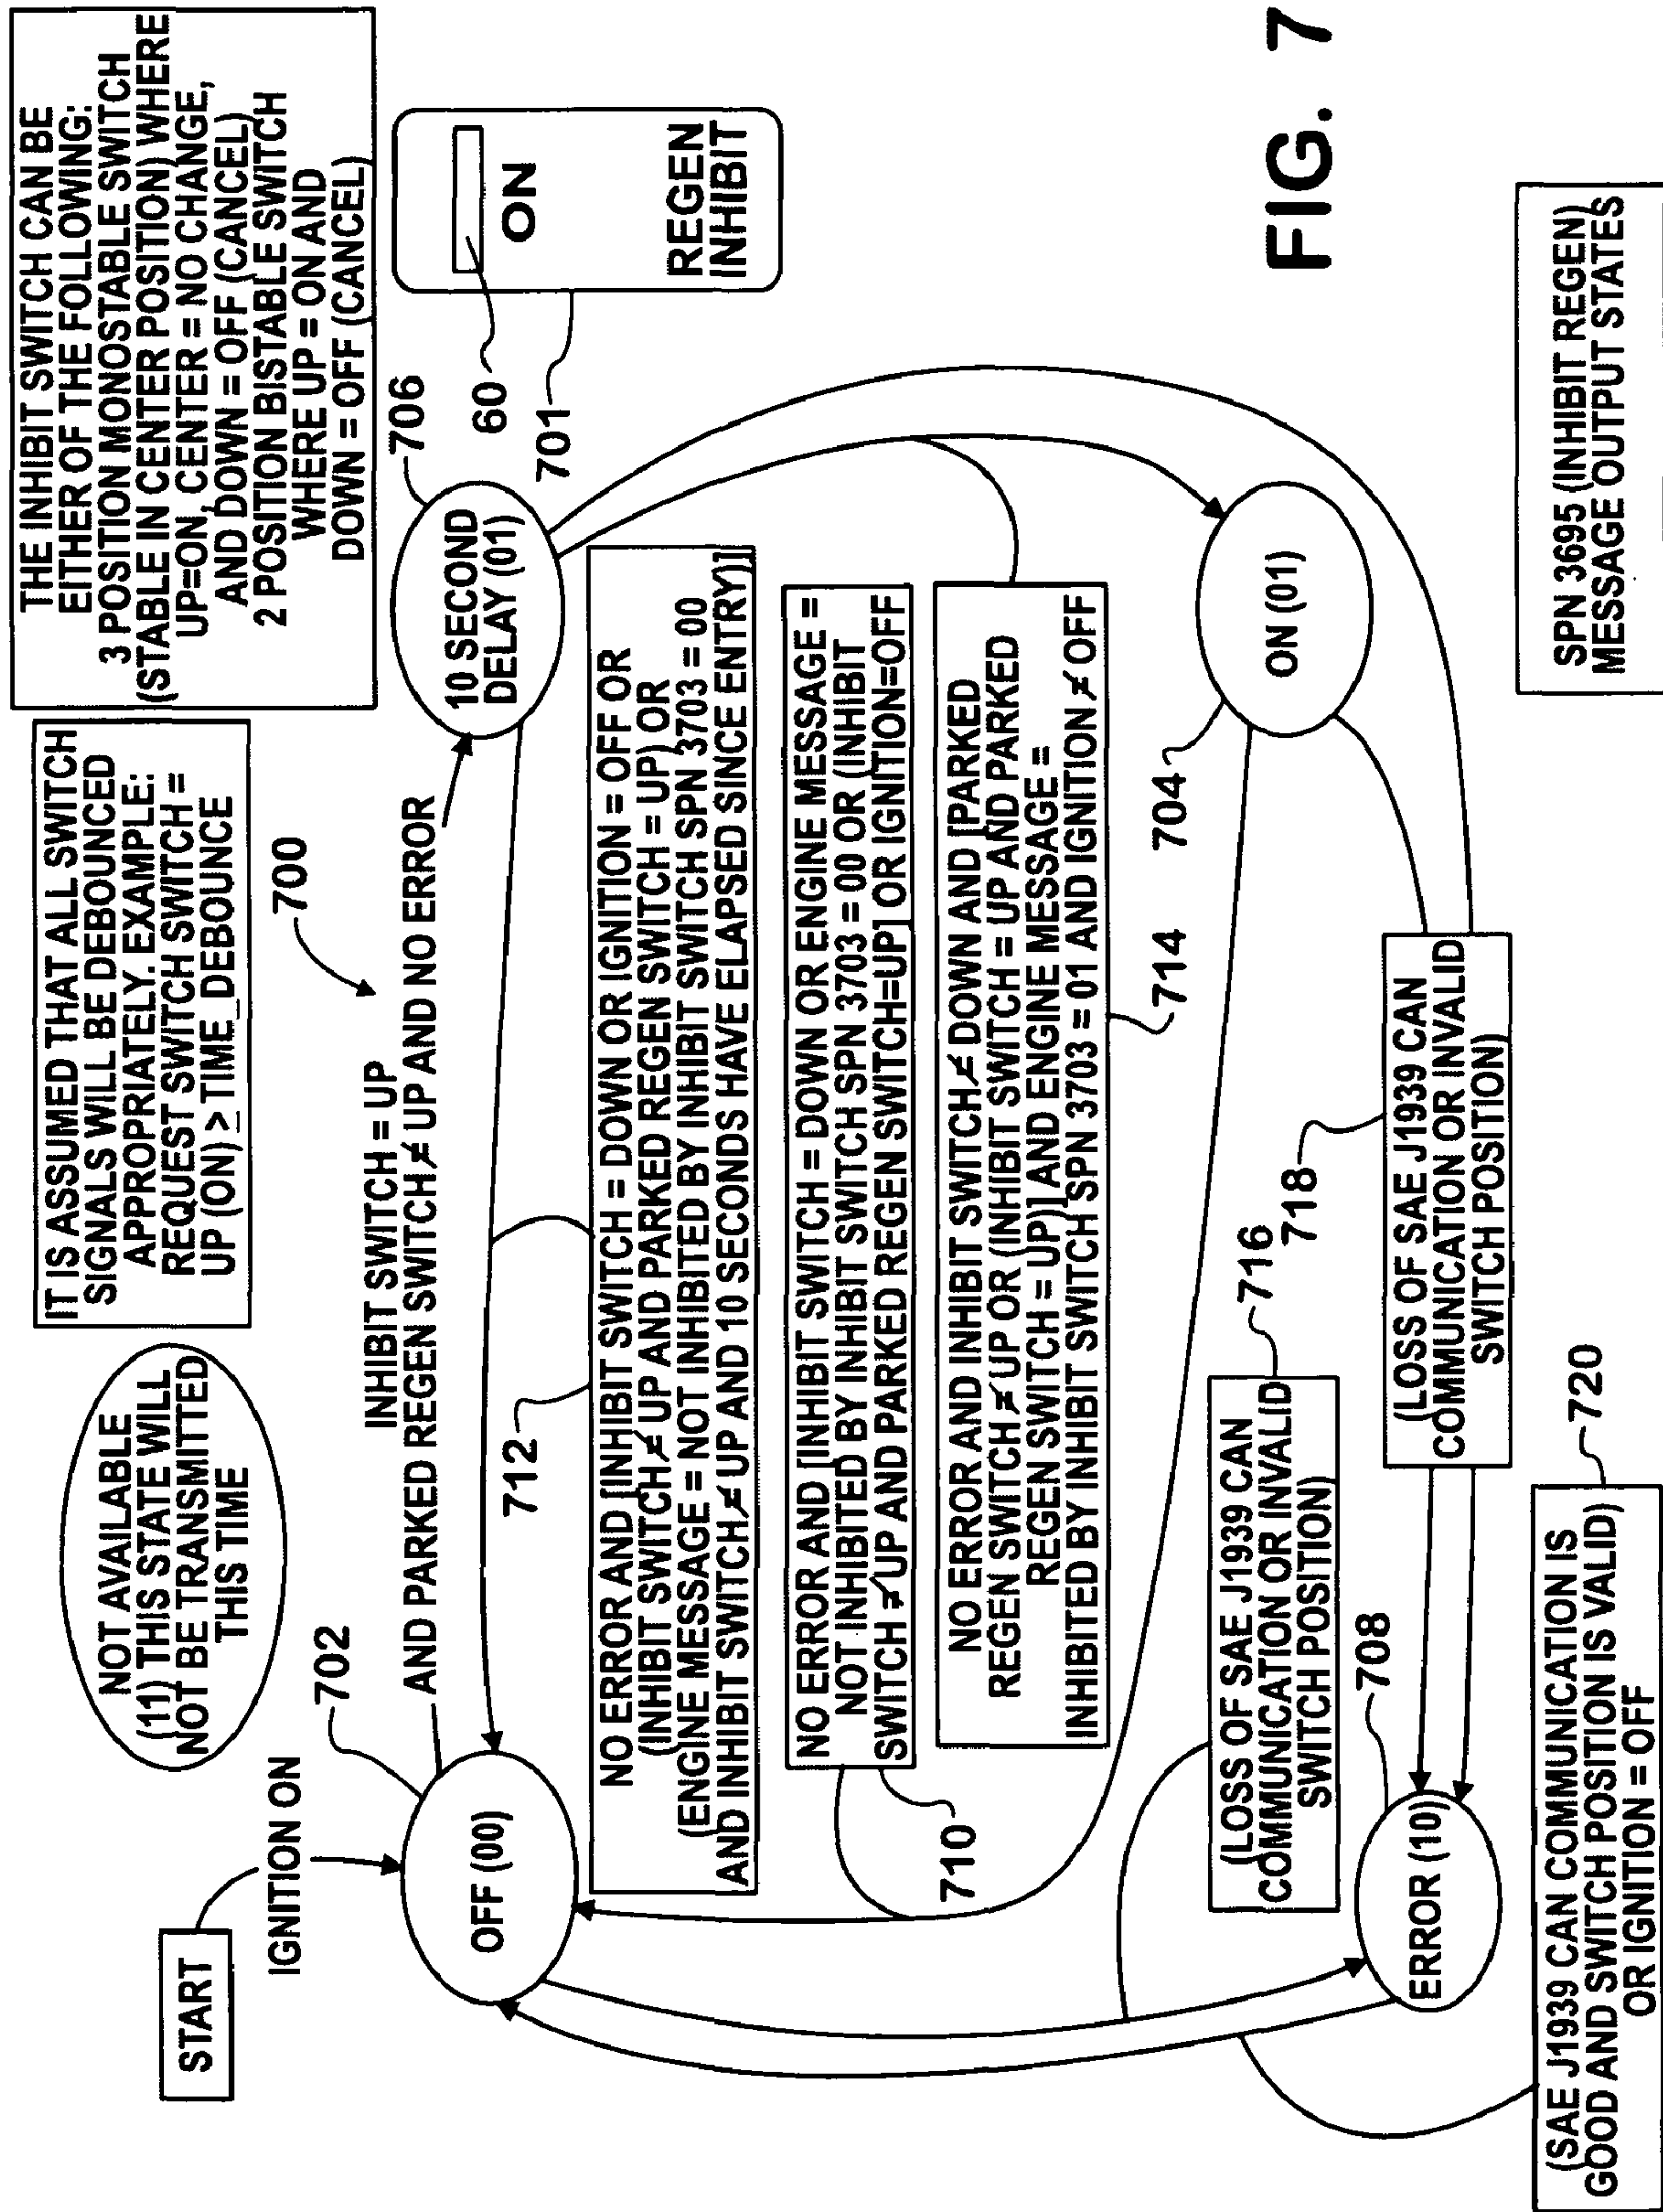 START
IGNITION ON
NOT AVAILABLE
(11) THIS STATE WILL
NOT BE TRANSMITTED
THIS TIME
IT IS ASSUMED THAT ALL SWITCH
SIGNALS WILL BE DEBOUNCED
APPROPRIATELY. EXAMPLE:
REQUEST SWITCH SWITCH =
UP (ON) ≥ TIME_DEBOUNCE
THE INHIBIT SWITCH CAN BE
EITHER OF THE FOLLOWING:
3 POSITION MONOSTABLE SWITCH
(STABLE IN CENTER POSITION) WHERE
UP=ON, CENTER = NO CHANGE,
AND DOWN = OFF (CANCEL)
2 POSITION BISTABLE SWITCH
WHERE UP = ON AND
DOWN = OFF (CANCEL)
700
702
INHIBIT SWITCH = UP
AND PARKED REGEN SWITCH ≠ UP AND NO ERROR
706
OFF (00)
10 SECOND
DELAY (01)
60
ON
701
REGEN
INHIBIT
712
NO ERROR AND [INHIBIT SWITCH = DOWN OR IGNITION = OFF OR
(INHIBIT SWITCH ≠ UP AND PARKED REGEN SWITCH = UP) OR
(ENGINE MESSAGE = NOT INHIBITED BY INHIBIT SWITCH SPN 3703 = 00
AND INHIBIT SWITCH ≠ UP AND 10 SECONDS HAVE ELAPSED SINCE ENTRY)]
NO ERROR AND [INHIBIT SWITCH = DOWN OR ENGINE MESSAGE =
NOT INHIBITED BY INHIBIT SWITCH SPN 3703 = 00 OR (INHIBIT
SWITCH ≠ UP AND PARKED REGEN SWITCH=UP] OR IGNITION=OFF
710
NO ERROR AND INHIBIT SWITCH ≠ DOWN AND [PARKED
REGEN SWITCH ≠ UP OR (INHIBIT SWITCH = UP AND PARKED
REGEN SWITCH = UP)] AND ENGINE MESSAGE =
INHIBITED BY INHIBIT SWITCH SPN 3703 = 01 AND IGNITION ≠ OFF
714
704
ON (01)
(LOSS OF SAE J1939 CAN
COMMUNICATION OR INVALID
SWITCH POSITION)
716
718
(LOSS OF SAE J1939 CAN
COMMUNICATION OR INVALID
SWITCH POSITION)
708
ERROR (10)
(SAE J1939 CAN COMMUNICATION IS
GOOD AND SWITCH POSITION IS VALID)
OR IGNITION = OFF
720
SPN 3695 (INHIBIT REGEN)
MESSAGE OUTPUT STATES
FIG. 7